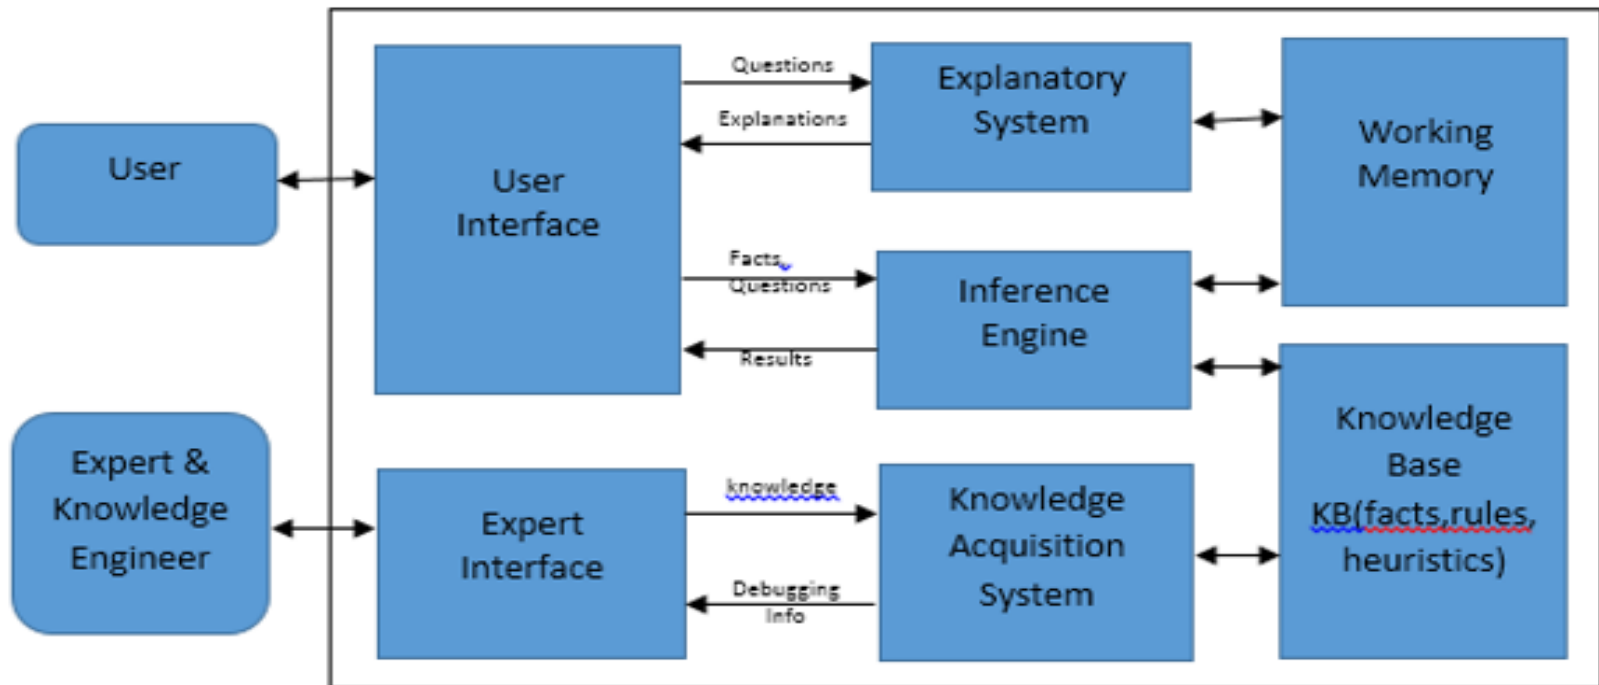 User
User
Interface
Questions
Explanations
Explanatory
System
Working
Memory
Facts,
Questions
Results
Inference
Engine
Expert &
Knowledge
Engineer
Expert
Interface
knowledge
Debugging
Info
Knowledge
Acquisition
System
Knowledge
Base
KB(facts,rules,
heuristics)